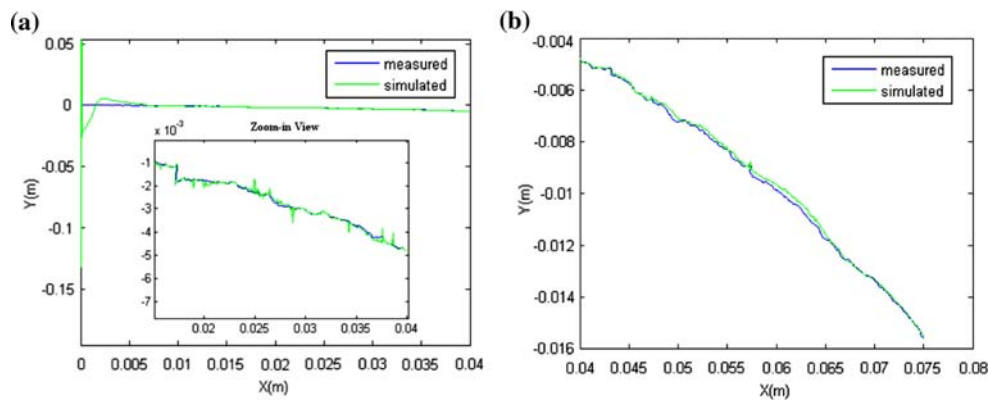 (a)
0.05
0
-0.05
-0.1
-0.15
Y(m)
measured
simulated
Zoom-in View
x 10-3
-1
-2
-3
-4
-5
-6
-7
0.02 0.025 0.03 0.035 0.04
0 0.005 0.01 0.015 0.02 0.025 0.03 0.035 0.04
X(m)
(b)
-0.004
-0.006
-0.008
-0.01
-0.012
-0.014
-0.016
Y(m)
measured
simulated
0.04 0.045 0.05 0.055 0.06 0.065 0.07 0.075 0.08
X(m)